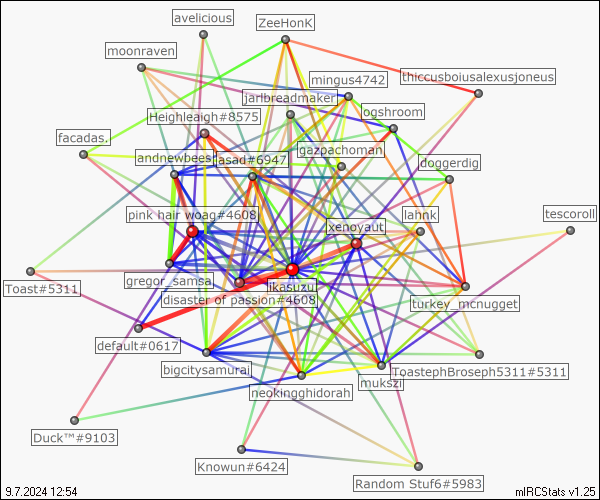 avelicious
ZeeHonK
moonraven
mingus4742
thiccusboiusalexusjoneus
jarlbreadmaker
Heighleaigh#8575
ogshroom
facadas.
gazpachoman
andnewbees
asad#6947
doggerdig
pink hair woag#4608
lahnk
tescoroll
xenoyaut
gregor_samsa
likasuzu
Toast#5311
disaster of passion#4608
turkey_mcnugget
default#0617
bigcitysamurai
ToastephBroseph5311#5311
mukszi
neokingghidorah
Duck™#9103
Knowun#6424
Random Stuf6#5983
9.7.2024 12:54
mIRCStats v1.25